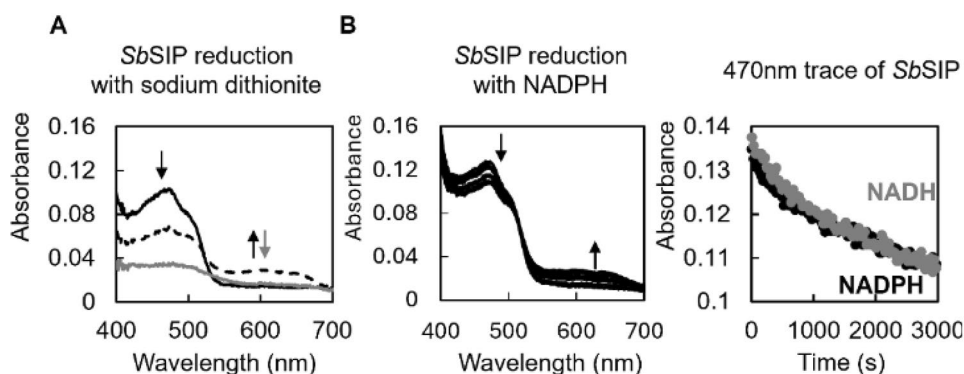 A
SbSIP reduction
with sodium dithionite
Absorbance
0.16
0.12
0.08
0.04
0
400 500 600 700
Wavelength (nm)
B
SbSIP reduction
with NADPH
Absorbance
0.16
0.12
0.08
0.04
0
400 500 600 700
Wavelength (nm)
470nm trace of SbSIP
Absorbance
0.14
0.13
0.12
0.11
0.1
NADH
NADPH
0 1000 2000 3000
Time (s)